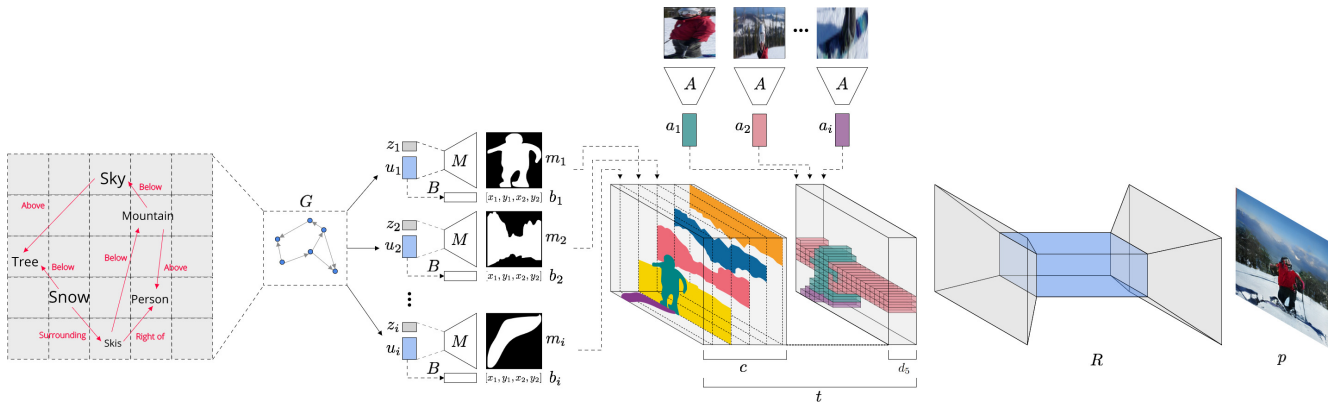 Sky
Below
Above
Mountain
Tree
Below
Below
Above
Snow
Person
Surrounding
Skis
Right of
G
z₁
u₁
M
m₁
B
[x₁, y₁, x₂, y₂]
b₁
z₂
u₂
M
m₂
B
[x₁, y₁, x₂, y₂]
b₂
zᵢ
uᵢ
M
mᵢ
B
[x₁, y₁, x₂, y₂]
bᵢ
A
A
A
a₁
a₂
aᵢ
c
d₅
t
R
p